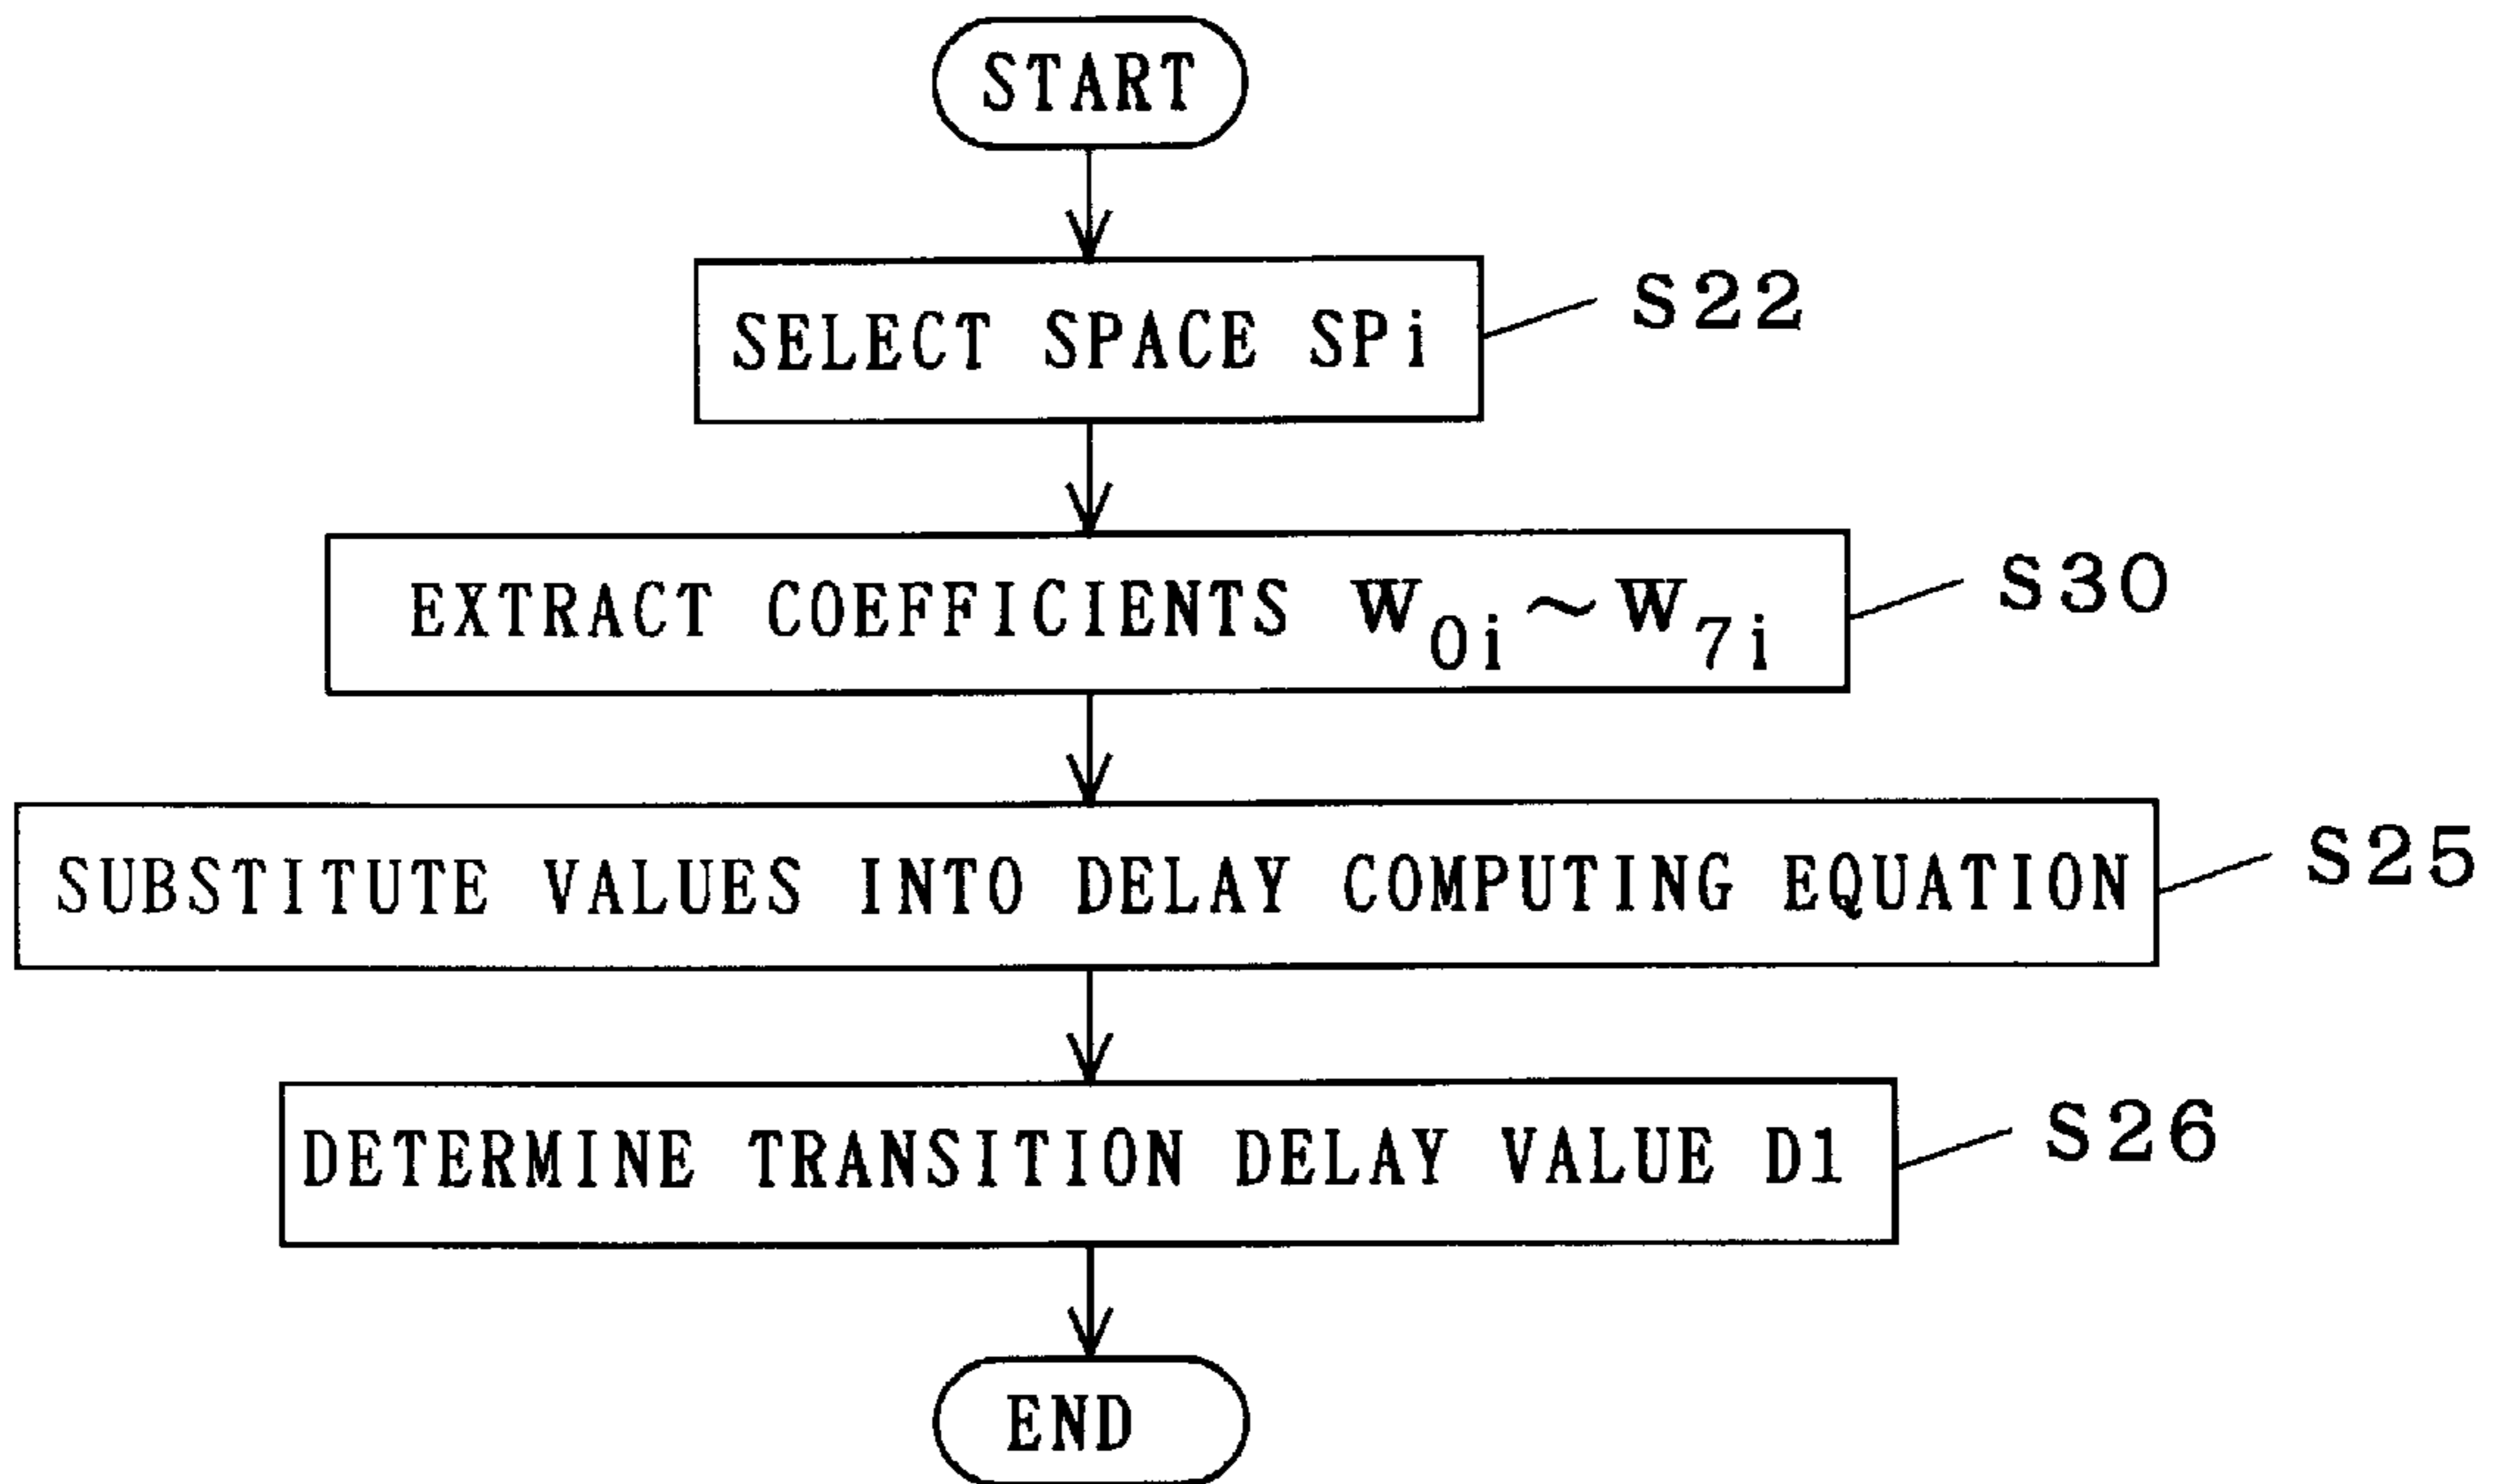 START
SELECT SPACE SPi
S22
EXTRACT COEFFICIENTS W0i~W7i
S30
SUBSTITUTE VALUES INTO DELAY COMPUTING EQUATION
S25
DETERMINE TRANSITION DELAY VALUE D1
S26
END